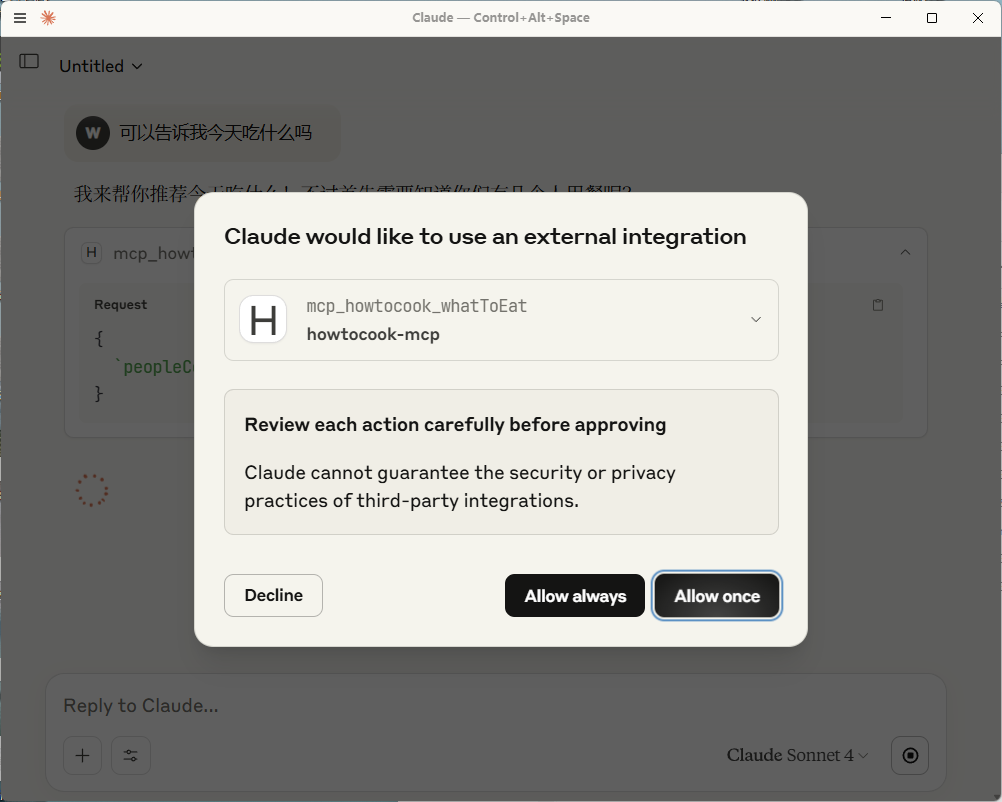 Claude — Control+Alt+Space
Untitled
W 可以告诉我今天吃什么吗
我来帮你推荐今天吃什么！不过首先需要知道你们有几个人用餐呢？
H mcp_howt
Request
{
`peopleC
}
Claude would like to use an external integration
H
mcp_howtocook_whatToEat
howtocook-mcp
Review each action carefully before approving
Claude cannot guarantee the security or privacy
practices of third-party integrations.
Decline
Allow always
Allow once
Reply to Claude...
Claude Sonnet 4